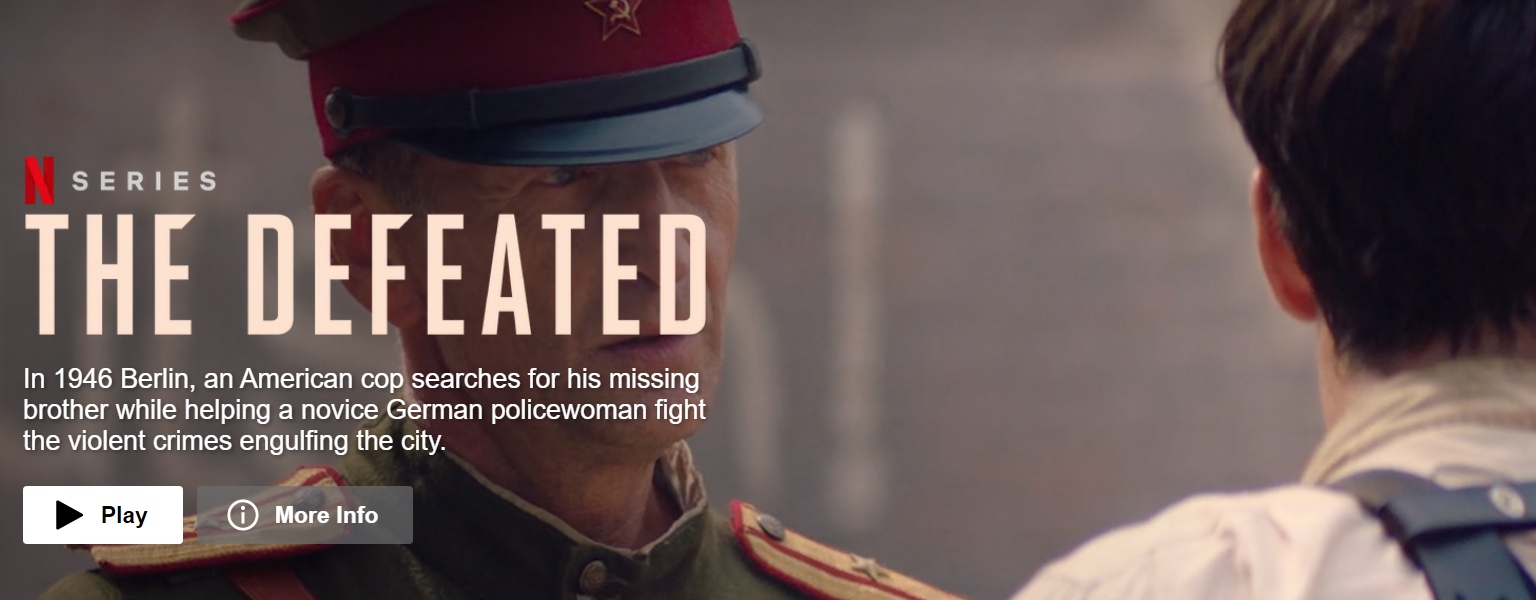 N SERIES
THE DEFEATED
In 1946 Berlin, an American cop searches for his missing
brother while helping a novice German policewoman fight
the violent crimes engulfing the city.
Play
More Info